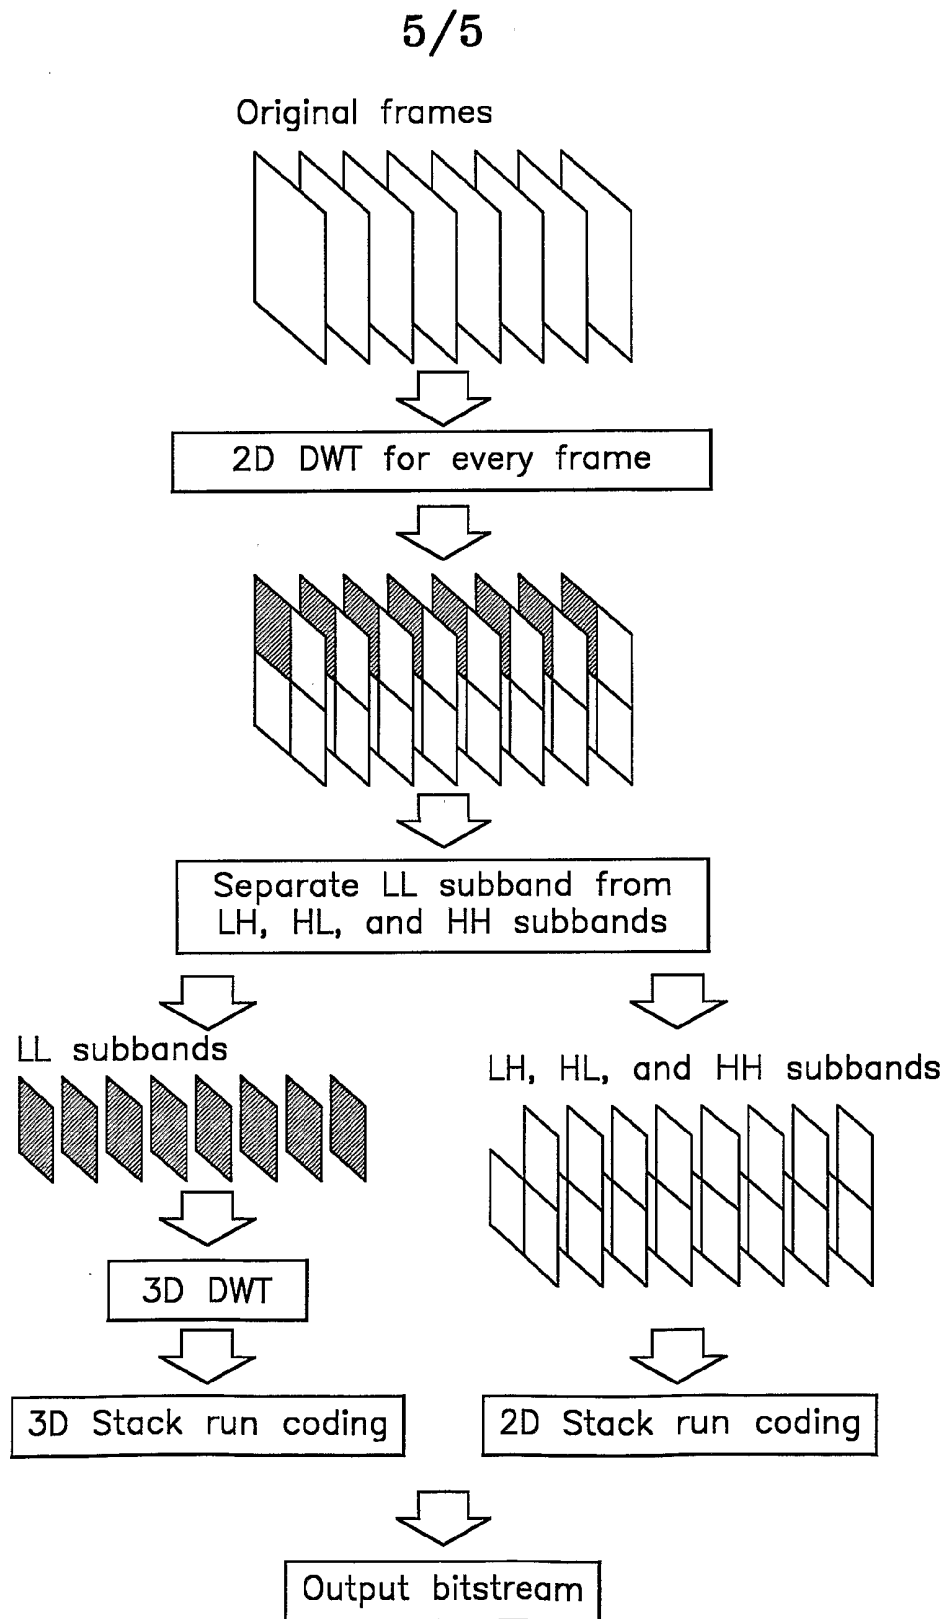 5/5
Original frames
2D DWT for every frame
Separate LL subband from
LH, HL, and HH subbands
LL subbands
LH, HL, and HH subbands
3D DWT
3D Stack run coding
2D Stack run coding
Output bitstream